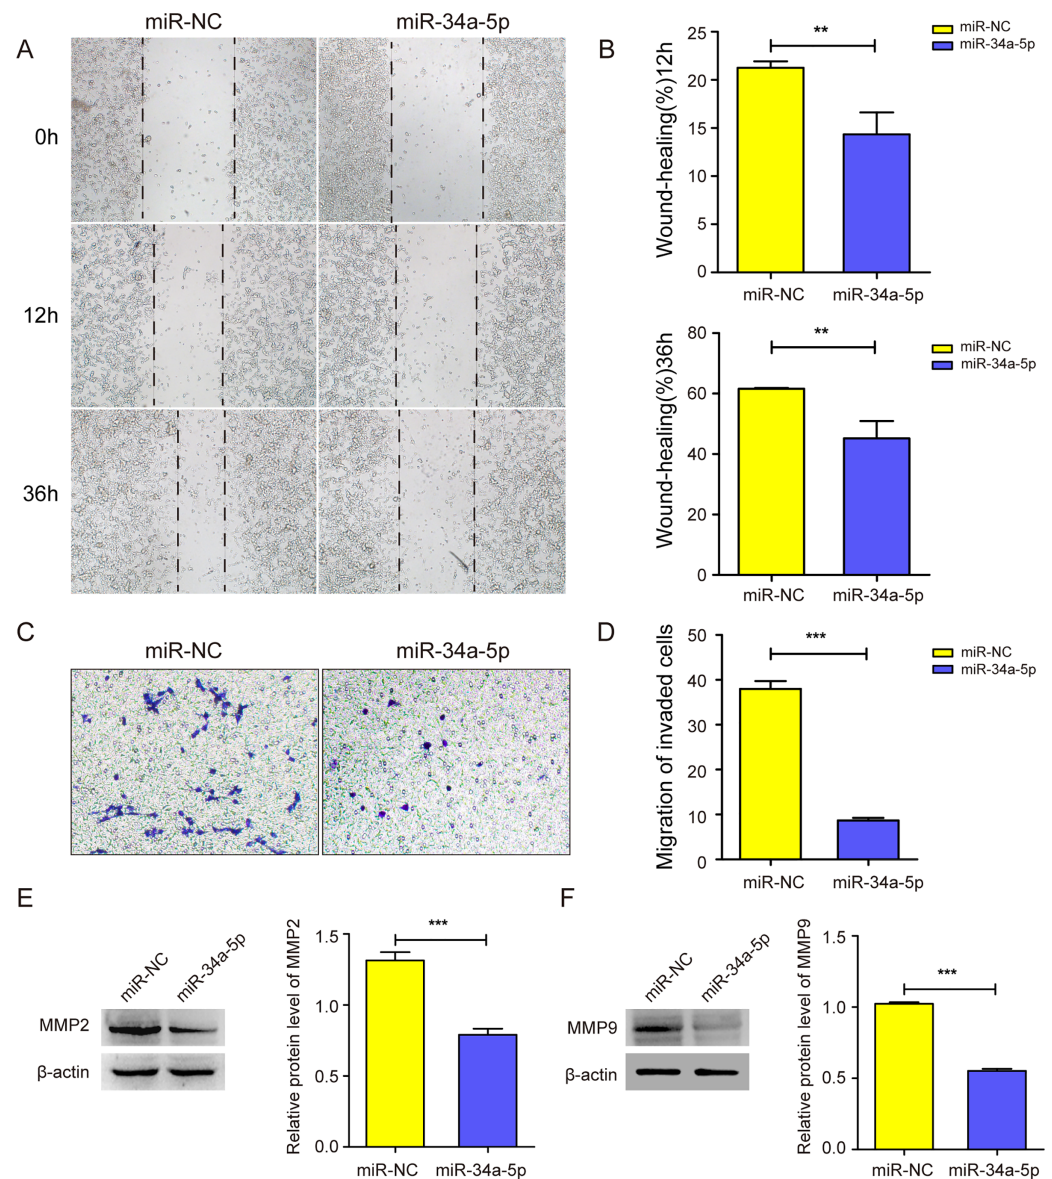 miR-NC
miR-34a-5p
A
0h
12h
36h
B
Wound-healing(%)12h
25
20
15
10
5
0
**
miR-NC
miR-34a-5p
miR-NC
miR-34a-5p
Wound-healing(%)36h
80
60
40
20
0
**
miR-NC
miR-34a-5p
miR-NC
miR-34a-5p
C
miR-NC
miR-34a-5p
D
Migration of invaded cells
50
40
30
20
10
0
***
miR-NC
miR-34a-5p
miR-NC
miR-34a-5p
E
miR-NC
miR-34a-5p
MMP2
β-actin
Relative protein level of MMP2
1.5
1.0
0.5
0.0
***
miR-NC
miR-34a-5p
F
miR-NC
miR-34a-5p
MMP9
β-actin
Relative protein level of MMP9
1.5
1.0
0.5
0.0
***
miR-NC
miR-34a-5p